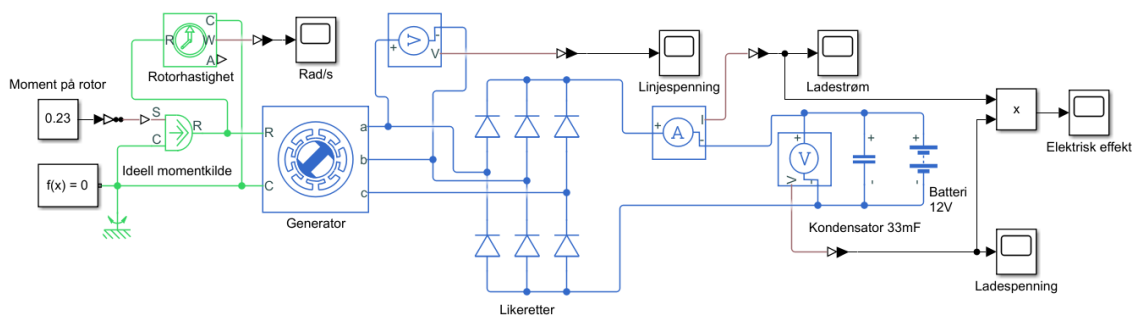 C
R
W
A
Rotorhastighet
Rad/s
Moment på rotor
0.23
S
C
R
Ideell momentkilde
f(x) = 0
R
C
a
b
c
Generator
+
V
-
V
Linjespenning
Likeretter
+
A
I
-
Ladestrøm
+
V
V
-
+
-
Kondensator 33mF
+
-
Batteri
12V
x
Elektrisk effekt
Ladespenning